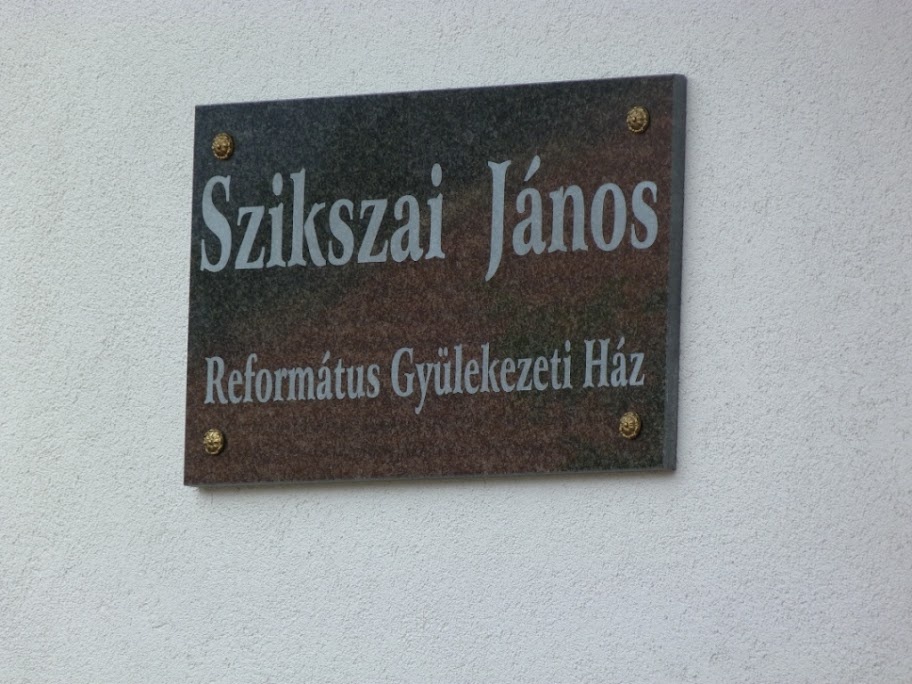 Szikszai János
Református Gyülekezeti Ház